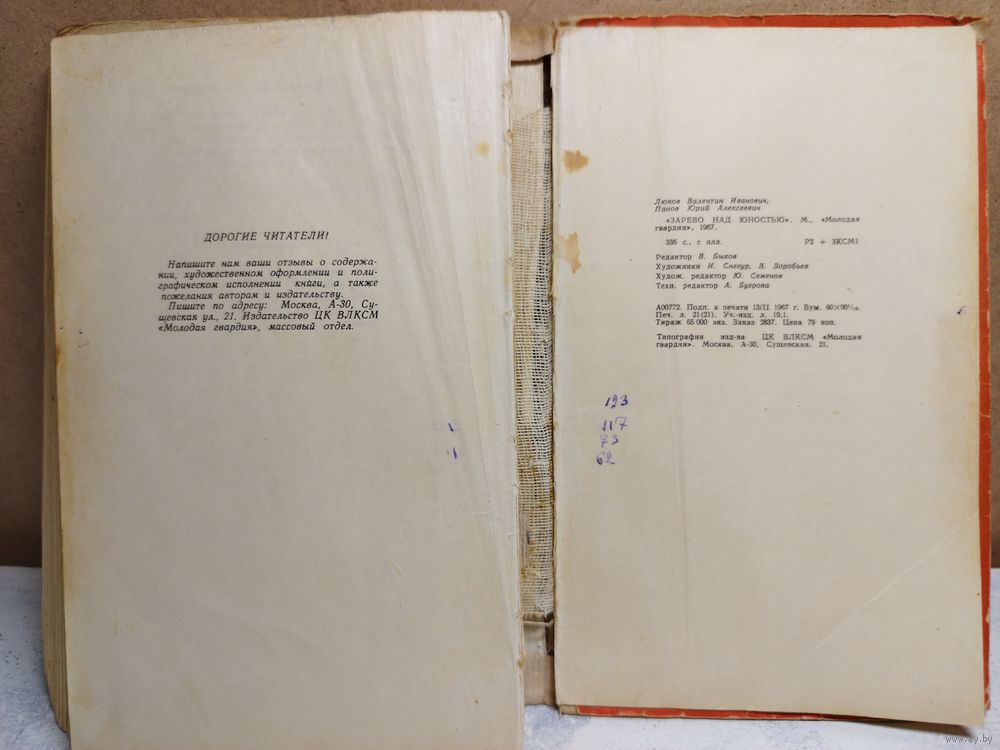 ДОРОГИЕ ЧИТАТЕЛИ!
Напишите нам ваши отзывы о содержа-
нии, художественном оформлении и поли-
графическом исполнении книги, а также
пожелания авторам и издательству.
Пишите по адресу: Москва, А-30, Су-
щевская ул., 21. Издательство ЦК ВЛКСМ
«Молодая гвардия», массовый отдел.
Люков Валентин Иванович,
Панов Юрий Алексеевич
«ЗАРЕВО НАД ЮНОСТЬЮ». М., «Молодая
гвардия», 1967.
336 с., с илл. Р2 + 3КСМ1
Редактор В. Быков
Художники И. Снегур, В. Воробьев
Худож. редактор Ю. Семенов
Техн. редактор А. Бугрова
А00772. Подп. к печати 13/II 1967 г. Бум. 60×90¹/₁₆.
Печ. л. 21(21). Уч.-изд. л. 19,1.
Тираж 65 000 экз. Заказ 2837. Цена 79 коп.
Типография изд-ва ЦК ВЛКСМ «Молодая
гвардия». Москва, А-30, Сущевская, 21.
123
117
73
62
www.ay.by